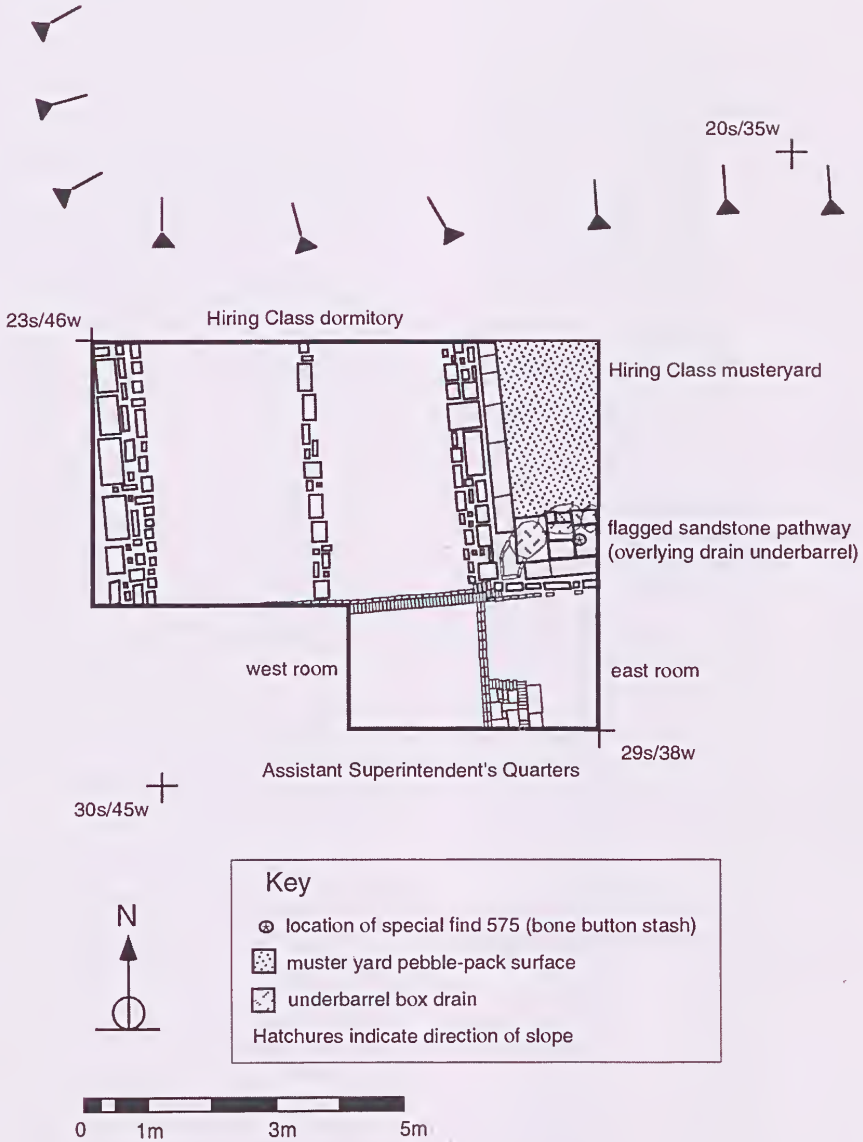 20s/35w
23s/46w
Hiring Class dormitory
Hiring Class musteryard
flagged sandstone pathway
(overlying drain underbarrel)
west room
east room
29s/38w
Assistant Superintendent's Quarters
30s/45w
N
Key
location of special find 575 (bone button stash)
muster yard pebble-pack surface
underbarrel box drain
Hatchures indicate direction of slope
0 1m 3m 5m